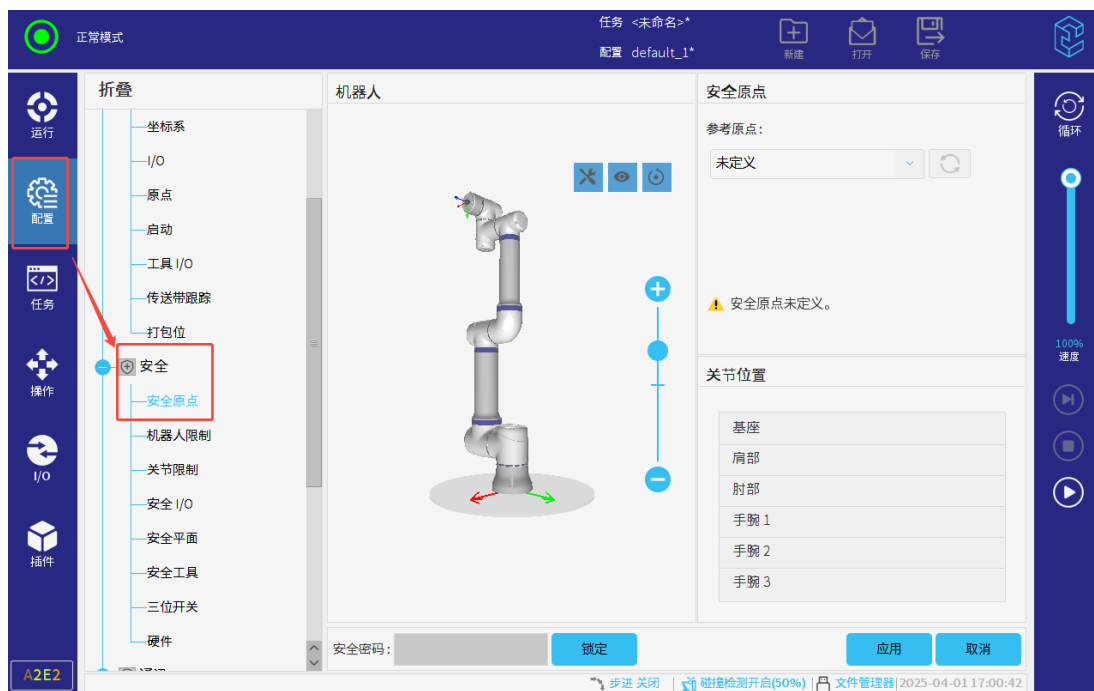 正常模式
任务 <未命名>*
配置 default_1*
新建
打开
保存
运行
配置
任务
操作
I/O
插件
A2E2
折叠
坐标系
I/O
原点
启动
工具 I/O
传送带跟踪
打包位
安全
安全原点
机器人限制
关节限制
安全 I/O
安全平面
安全工具
三位开关
硬件
机器人
安全原点
参考原点：
未定义
安全原点未定义。
关节位置
基座
肩部
肘部
手腕 1
手腕 2
手腕 3
安全密码：
锁定
应用
取消
循环
100%
速度
步进 关闭
碰撞检测开启(50%)
文件管理器
2025-04-01 17:00:42